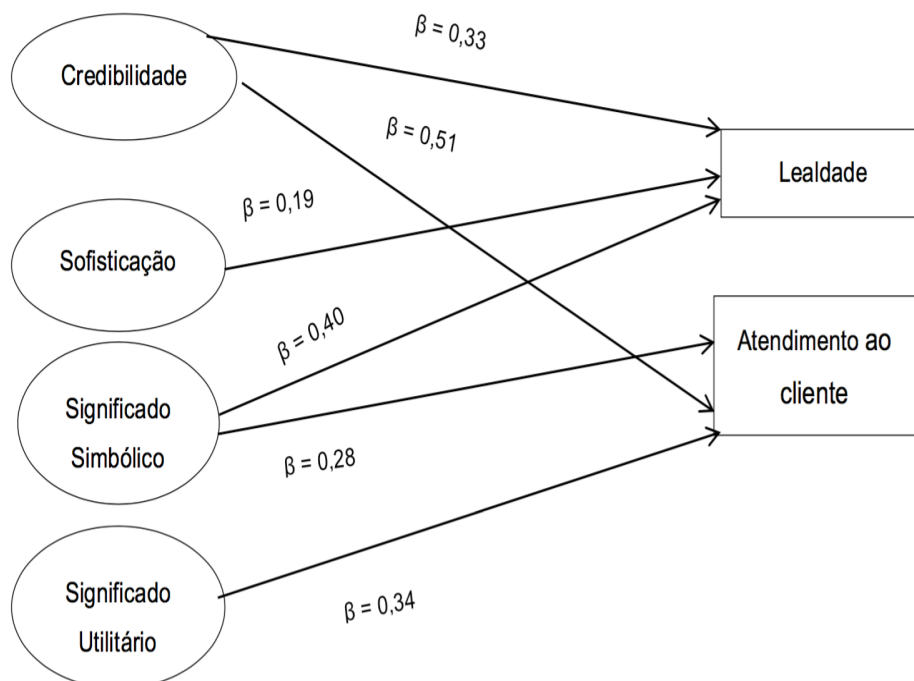 β = 0,33
Credibilidade
β = 0,51
Lealdade
β = 0,19
Sofisticação
β = 0,40
Atendimento ao
cliente
Significado
Simbólico
β = 0,28
Significado
Utilitário
β = 0,34